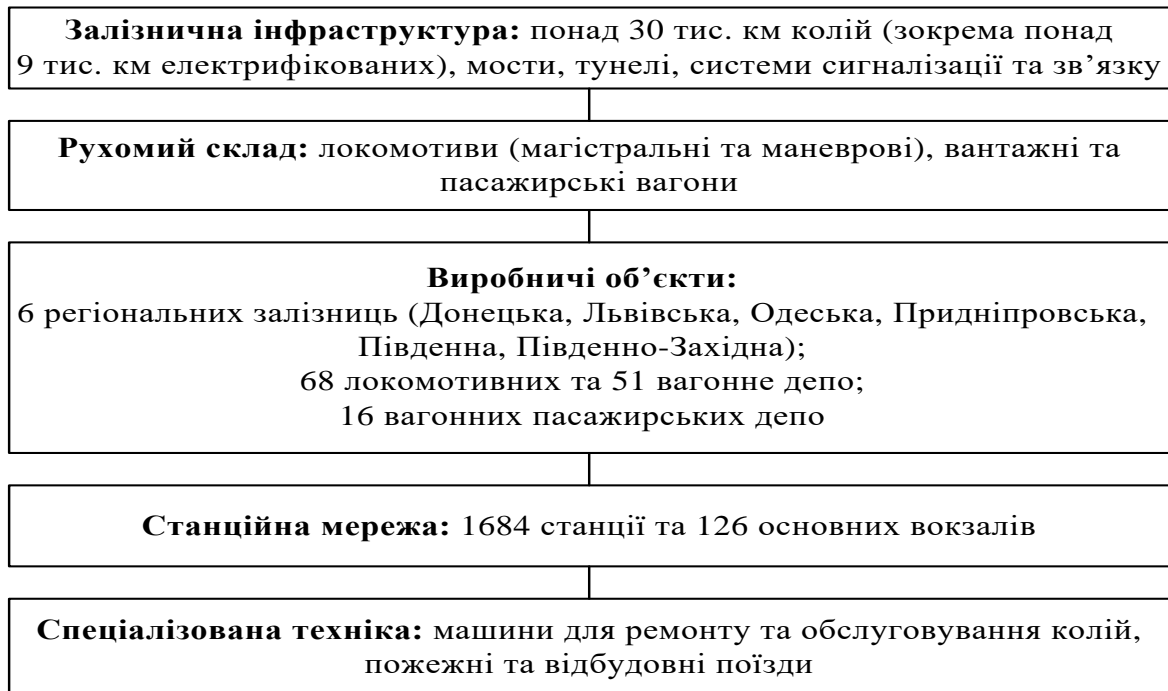 Залізнична інфраструктура: понад 30 тис. км колій (зокрема понад
9 тис. км електрифікованих), мости, тунелі, системи сигналізації та зв’язку
Рухомий склад: локомотиви (магістральні та маневрові), вантажні та
пасажирські вагони
Виробничі об’єкти:
6 регіональних залізниць (Донецька, Львівська, Одеська, Придніпровська,
Південна, Південно-Західна);
68 локомотивних та 51 вагонне депо;
16 вагонних пасажирських депо
Станційна мережа: 1684 станції та 126 основних вокзалів
Спеціалізована техніка: машини для ремонту та обслуговування колій,
пожежні та відбудовні поїзди